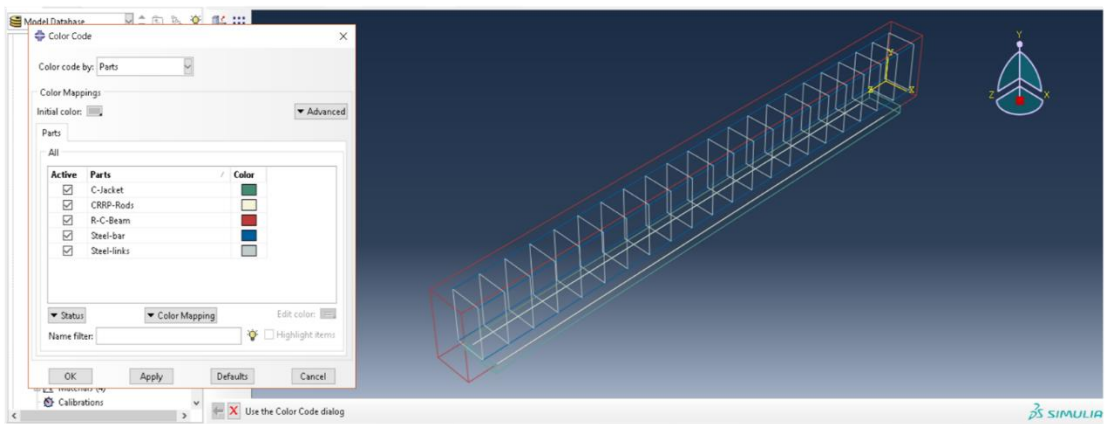 Model Database
Color Code
Color code by: Parts
Color Mappings
Initial color:
Advanced
Parts
All
Active Parts Color
C-Jacket
CRRP-Rods
R-C-Beam
Steel-bar
Steel-links
Status
Color Mapping
Edit color:
Name filter:
Highlight items
OK
Apply
Defaults
Cancel
Materials (4)
Calibrations
Use the Color Code dialog
Y
Z
X
SIMULIA